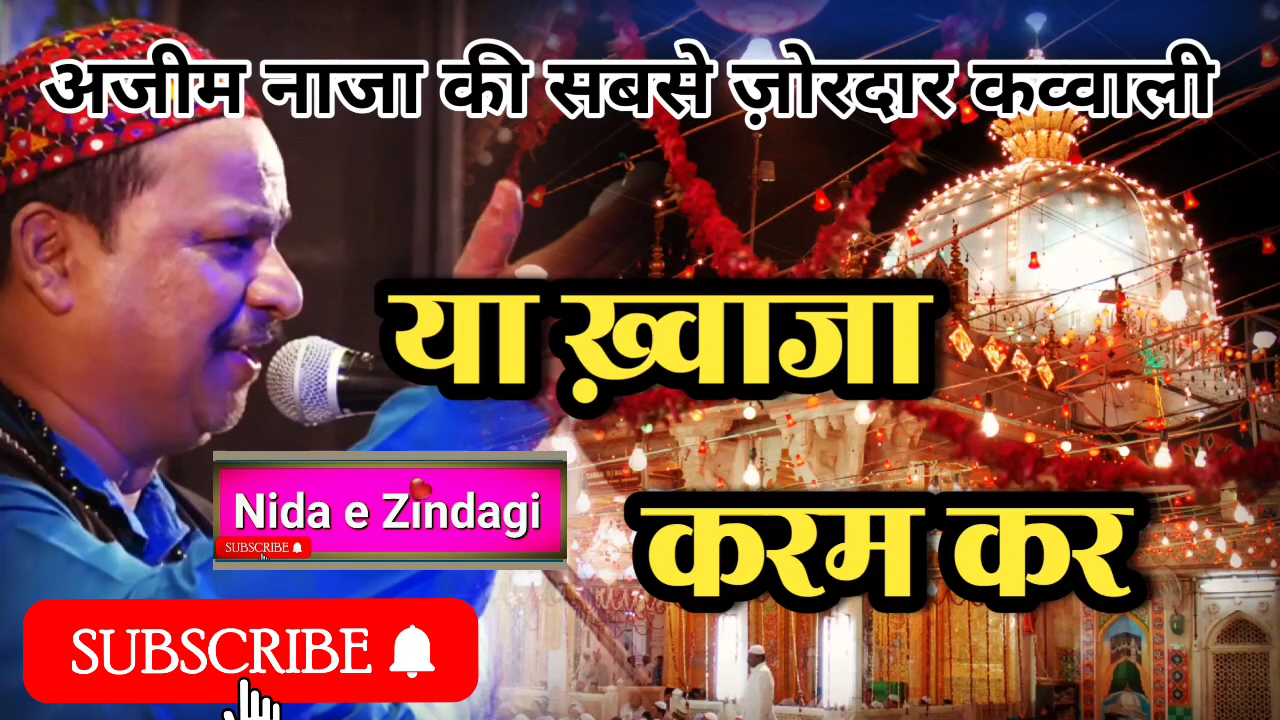 अजीम नाजा की सबसे ज़ोरदार कव्वाली
या ख़्वाजा
Nida e Zindagi
SUBSCRIBE
करम कर
SUBSCRIBE